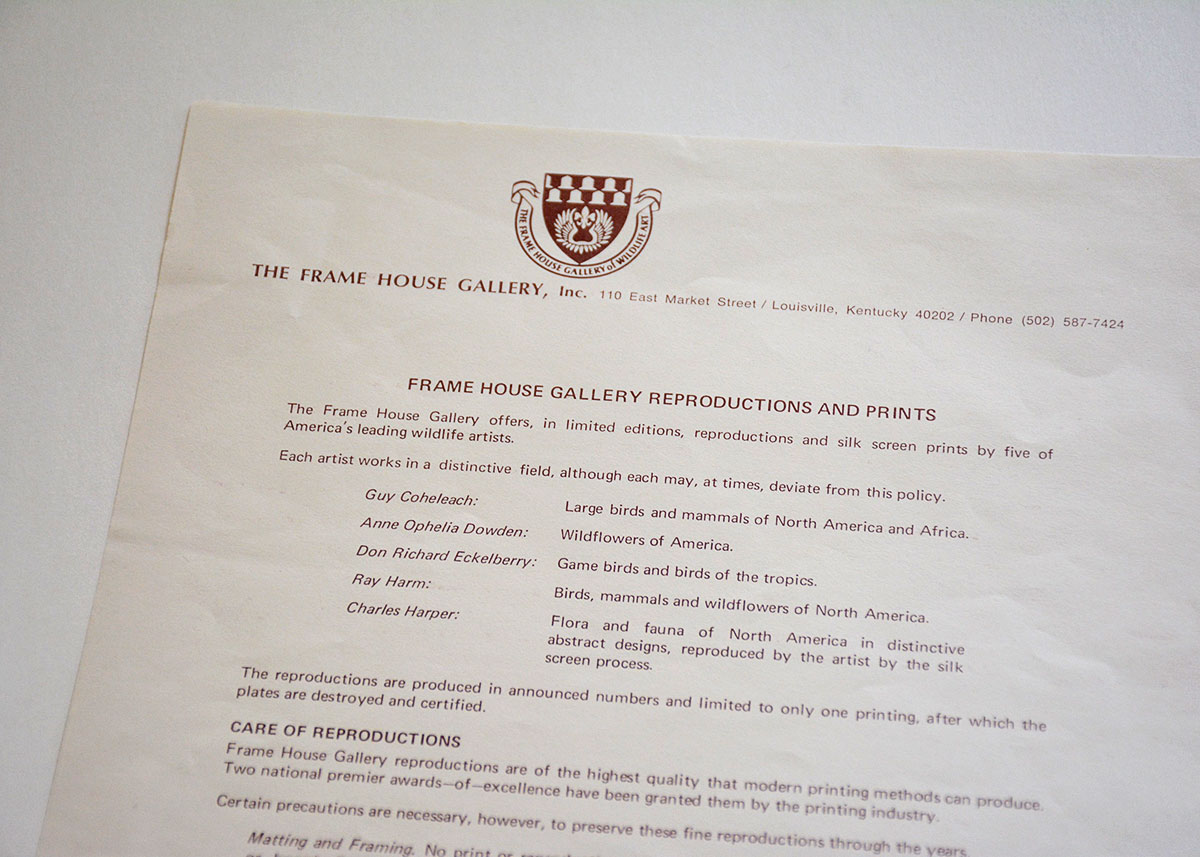 THE FRAME HOUSE GALLERY of WILDLIFE ART
THE FRAME HOUSE GALLERY, Inc. 110 East Market Street / Louisville, Kentucky 40202 / Phone (502) 587-7424
FRAME HOUSE GALLERY REPRODUCTIONS AND PRINTS
The Frame House Gallery offers, in limited editions, reproductions and silk screen prints by five of
America's leading wildlife artists.
Each artist works in a distinctive field, although each may, at times, deviate from this policy.
Guy Coheleach: Large birds and mammals of North America and Africa.
Anne Ophelia Dowden: Wildflowers of America.
Don Richard Eckelberry: Game birds and birds of the tropics.
Ray Harm: Birds, mammals and wildflowers of North America.
Charles Harper: Flora and fauna of North America in distinctive
abstract designs, reproduced by the artist by the silk
screen process.
The reproductions are produced in announced numbers and limited to only one printing, after which the
plates are destroyed and certified.
CARE OF REPRODUCTIONS
Frame House Gallery reproductions are of the highest quality that modern printing methods can produce.
Two national premier awards—of—excellence have been granted them by the printing industry.
Certain precautions are necessary, however, to preserve these fine reproductions through the years.
Matting and Framing. No print or